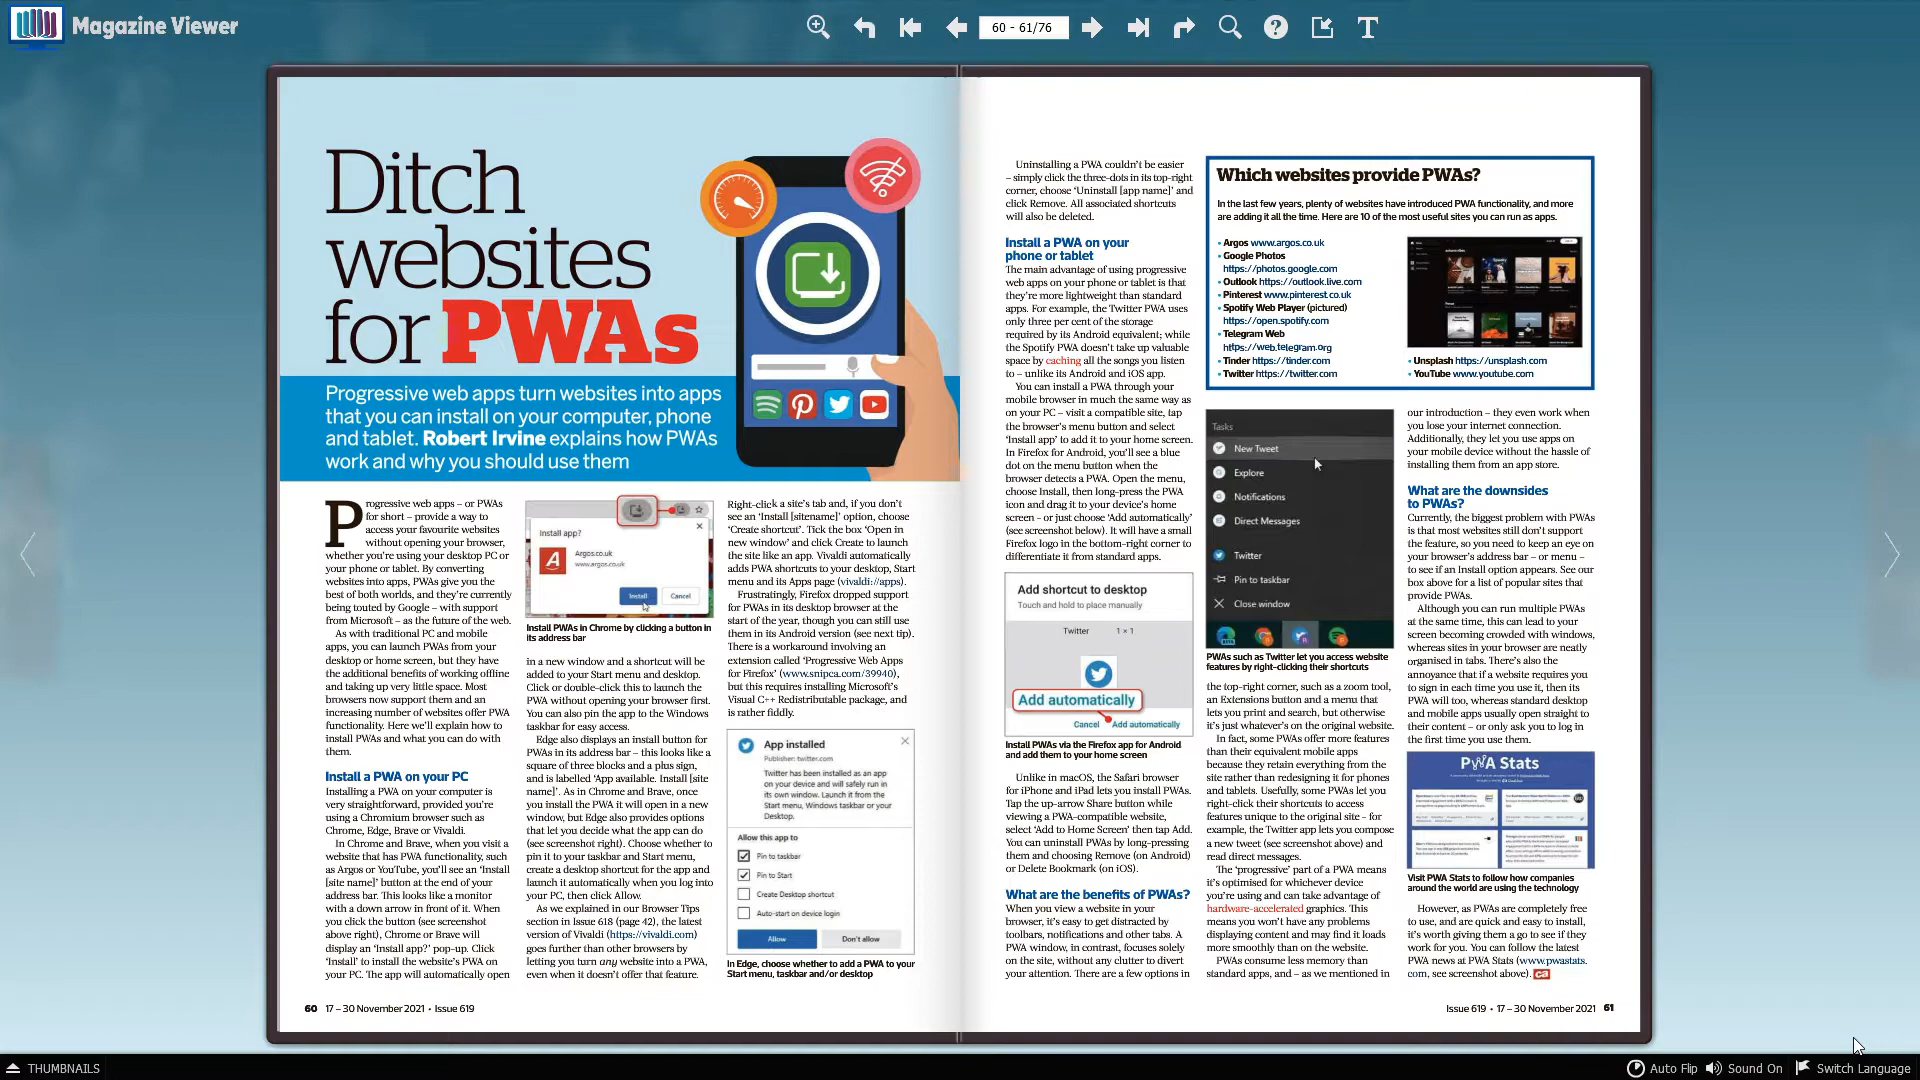 Magazine Viewer
60 - 61/76
Ditch
websites
for PWAs
Progressive web apps turn websites into apps
that you can install on your computer, phone
and tablet. Robert Irvine explains how PWAs
work and why you should use them
Progressive web apps – or PWAs
for short – provide a way to
access your favourite websites
without opening your browser,
whether you're using your desktop PC or
your phone or tablet. By converting
websites into apps, PWAs give you the
best of both worlds, and they're currently
being touted by Google – with support
from Microsoft – as the future of the web.
As with traditional PC and mobile
apps, you can launch PWAs from your
desktop or home screen, but they have
the additional benefits of working offline
and taking up very little space. Most
browsers now support them and an
increasing number of websites offer PWA
functionality. Here we'll explain how to
install PWAs and what you can do with
them.
Install a PWA on your PC
Installing a PWA on your computer is
very straightforward, provided you're
using a Chromium browser such as
Chrome, Edge, Brave or Vivaldi.
In Chrome and Brave, when you visit a
website that has PWA functionality, such
as Argos or YouTube, you'll see an 'Install
[site name]' button at the end of your
address bar. This looks like a monitor
with a down arrow in front of it. When
you click the button (see screenshot
above right), Chrome or Brave will
display an 'Install app?' pop-up. Click
'Install' to install the website's PWA on
your PC. The app will automatically open
Install app?
Argos.co.uk
www.argos.co.uk
Install
Cancel
Install PWAs in Chrome by clicking a button in
its address bar
in a new window and a shortcut will be
added to your Start menu and desktop.
Click or double-click this to launch the
PWA without opening your browser first.
You can also pin the app to the Windows
taskbar for easy access.
Edge also displays an install button for
PWAs in its address bar – this looks like a
square of three blocks and a plus sign,
and is labelled 'App available. Install [site
name]'. As in Chrome and Brave, once
you install the PWA it will open in a new
window, but Edge also provides options
that let you decide what the app can do
(see screenshot right). Choose whether to
pin it to your taskbar and Start menu,
create a desktop shortcut for the app and
launch it automatically when you log into
your PC, then click Allow.
As we explained in our Browser Tips
section in Issue 618 (page 42), the latest
version of Vivaldi (https://vivaldi.com)
goes further than other browsers by
letting you turn any website into a PWA,
even when it doesn't offer that feature.
Right-click a site's tab and, if you don't
see an 'Install [sitename]' option, choose
'Create shortcut'. Tick the box 'Open in
new window' and click Create to launch
the site like an app. Vivaldi automatically
adds PWA shortcuts to your desktop, Start
menu and its Apps page (vivaldi://apps).
Frustratingly, Firefox dropped support
for PWAs in its desktop browser at the
start of the year, though you can still use
them in its Android version (see next tip).
There is a workaround involving an
extension called 'Progressive Web Apps
for Firefox' (www.snipca.com/39940),
but this requires installing Microsoft's
Visual C++ Redistributable package, and
is rather fiddly.
App installed
Publisher: twitter.com
Twitter has been installed as an app
on your device and will safely run in
its own window. Launch it from the
Start menu, Windows taskbar or your
Desktop.
Allow this app to
Pin to taskbar
Pin to Start
Create Desktop shortcut
Auto-start on device login
Allow
Don't allow
In Edge, choose whether to add a PWA to your
Start menu, taskbar and/or desktop
60 17 – 30 November 2021 • Issue 619
Uninstalling a PWA couldn't be easier
– simply click the three-dots in its top-right
corner, choose 'Uninstall [app name]' and
click Remove. All associated shortcuts
will also be deleted.
Install a PWA on your
phone or tablet
The main advantage of using progressive
web apps on your phone or tablet is that
they're more lightweight than standard
apps. For example, the Twitter PWA uses
only three per cent of the storage
required by its Android equivalent; while
the Spotify PWA doesn't take up valuable
space by caching all the songs you listen
to – unlike its Android and iOS app.
You can install a PWA through your
mobile browser in much the same way as
on your PC – visit a compatible site, tap
the browser's menu button and select
'Install app' to add it to your home screen.
In Firefox for Android, you'll see a blue
dot on the menu button when the
browser detects a PWA. Open the menu,
choose Install, then long-press the PWA
icon and drag it to your device's home
screen – or just choose 'Add automatically'
(see screenshot below). It will have a small
Firefox logo in the bottom-right corner to
differentiate it from standard apps.
Add shortcut to desktop
Touch and hold to place manually
Twitter 1 × 1
Add automatically
Cancel Add automatically
Install PWAs via the Firefox app for Android
and add them to your home screen
Unlike in macOS, the Safari browser
for iPhone and iPad lets you install PWAs.
Tap the up-arrow Share button while
viewing a PWA-compatible website,
select 'Add to Home Screen' then tap Add.
You can uninstall PWAs by long-pressing
them and choosing Remove (on Android)
or Delete Bookmark (on iOS).
What are the benefits of PWAs?
When you view a website in your
browser, it's easy to get distracted by
toolbars, notifications and other tabs. A
PWA window, in contrast, focuses solely
on the site, without any clutter to divert
your attention. There are a few options in
Which websites provide PWAs?
In the last few years, plenty of websites have introduced PWA functionality, and more
are adding it all the time. Here are 10 of the most useful sites you can run as apps.
• Argos www.argos.co.uk
• Google Photos
https://photos.google.com
• Outlook https://outlook.live.com
• Pinterest www.pinterest.co.uk
• Spotify Web Player (pictured)
https://open.spotify.com
• Telegram Web
https://web.telegram.org
• Tinder https://tinder.com
• Twitter https://twitter.com
• Unsplash https://unsplash.com
• YouTube www.youtube.com
Tasks
New Tweet
Explore
Notifications
Direct Messages
Twitter
Pin to taskbar
Close window
PWAs such as Twitter let you access website
features by right-clicking their shortcuts
the top-right corner, such as a zoom tool,
an Extensions button and a menu that
lets you print and search, but otherwise
it's just whatever's on the original website.
In fact, some PWAs offer more features
than their equivalent mobile apps
because they retain everything from the
site rather than redesigning it for phones
and tablets. Usefully, some PWAs let you
right-click their shortcuts to access
features unique to the original site – for
example, the Twitter app lets you compose
a new tweet (see screenshot above) and
read direct messages.
The 'progressive' part of a PWA means
it's optimised for whichever device
you're using and can take advantage of
hardware-accelerated graphics. This
means you won't have any problems
displaying content and may find it loads
more smoothly than on the website.
PWAs consume less memory than
standard apps, and – as we mentioned in
our introduction – they even work when
you lose your internet connection.
Additionally, they let you use apps on
your mobile device without the hassle of
installing them from an app store.
What are the downsides
to PWAs?
Currently, the biggest problem with PWAs
is that most websites still don't support
the feature, so you need to keep an eye on
your browser's address bar – or menu –
to see if an Install option appears. See our
box above for a list of popular sites that
provide PWAs.
Although you can run multiple PWAs
at the same time, this can lead to your
screen becoming crowded with windows,
whereas sites in your browser are neatly
organised in tabs. There's also the
annoyance that if a website requires you
to sign in each time you use it, then its
PWA will too, whereas standard desktop
and mobile apps usually open straight to
their content – or only ask you to log in
the first time you use them.
PWA Stats
Visit PWA Stats to follow how companies
around the world are using the technology
However, as PWAs are completely free
to use, and are quick and easy to install,
it's worth giving them a go to see if they
work for you. You can follow the latest
PWA news at PWA Stats (www.pwastats.
com, see screenshot above). ca
Issue 619 • 17 – 30 November 2021 61
THUMBNAILS
Auto Flip
Sound On
Switch Language